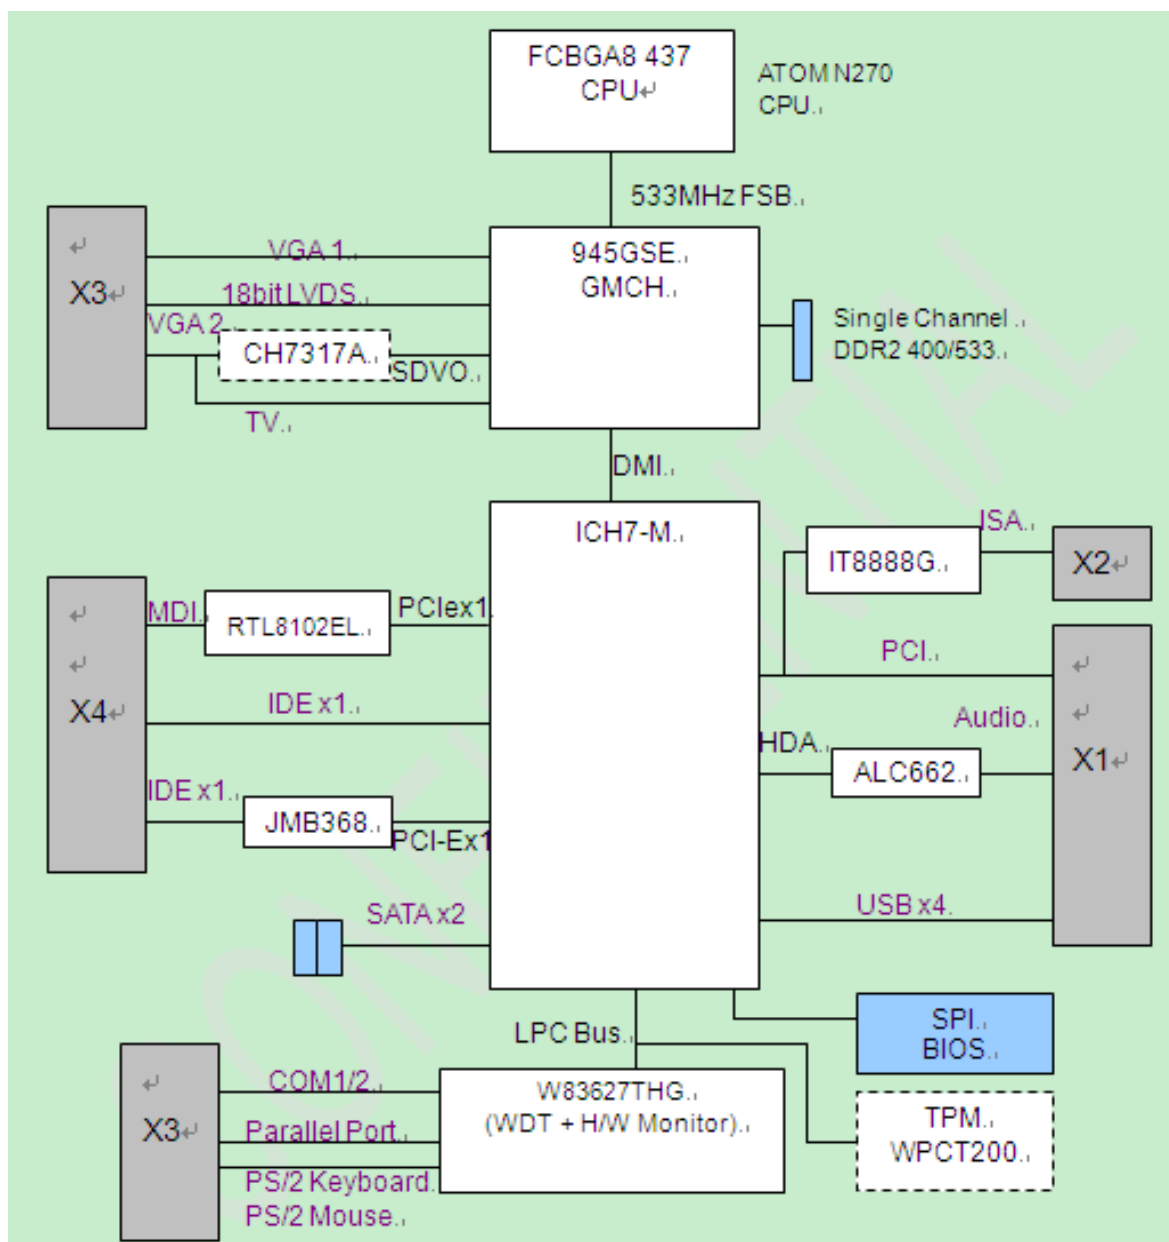 FCBGA8 437
CPU
ATOM N270
CPU.
533MHz FSB.
945GSE.
GMCH.
X3
VGA 1.
18bit LVDS.
VGA 2.
CH7317A.
SDVO.
TV.
Single Channel.
DDR2 400/533.
DMI.
ICH7-M.
ISA.
IT8888G.
X2
MDI.
RTL8102EL.
PCIex1.
PCI.
X4
IDE x1.
Audio.
HDA.
ALC662.
X1
IDE x1.
JMB368.
PCI-Ex1
SATA x2
USB x4.
LPC Bus.
SPI.
BIOS.
X3
COM1/2.
Parallel Port.
PS/2 Keyboard.
PS/2 Mouse.
W83627THG.
(WDT + H/W Monitor).
TPM.
WPCT200.